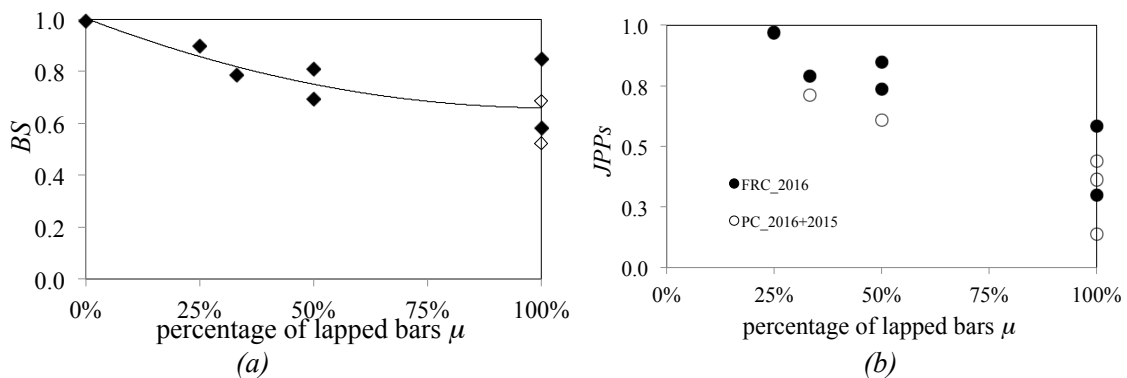 1.0
0.8
0.6
0.4
0.2
0.0
BS
0% 25% 50% 75% 100%
percentage of lapped bars μ
(a)
1.0
0.8
0.5
0.3
0.0
JPPs
FRC_2016
PC_2016+2015
0% 25% 50% 75% 100%
percentage of lapped bars μ
(b)